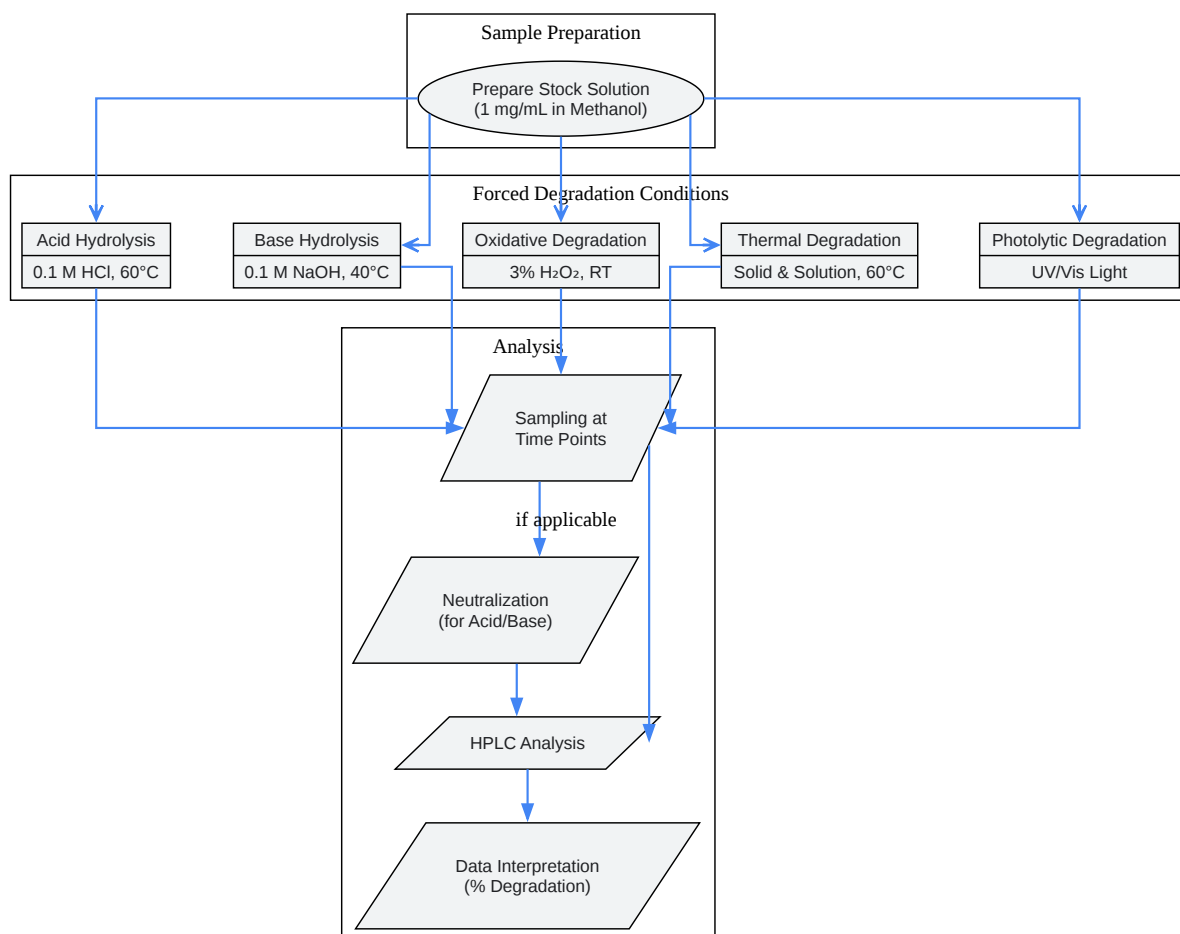 Sample Preparation
Prepare Stock Solution
(1 mg/mL in Methanol)
Forced Degradation Conditions
Acid Hydrolysis
0.1 M HCl, 60°C
Base Hydrolysis
0.1 M NaOH, 40°C
Oxidative Degradation
3% H₂O₂, RT
Thermal Degradation
Solid & Solution, 60°C
Photolytic Degradation
UV/Vis Light
Analysis
Sampling at
Time Points
if applicable
Neutralization
(for Acid/Base)
HPLC Analysis
Data Interpretation
(% Degradation)